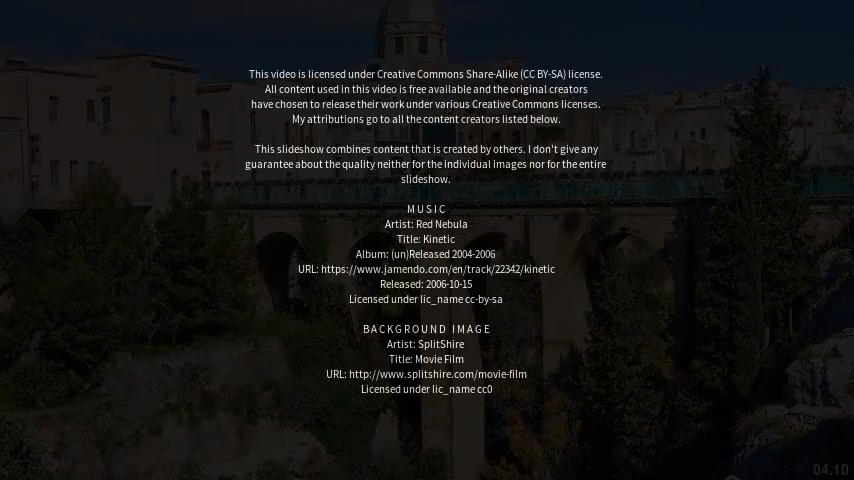 This video is licensed under Creative Commons Share-Alike (CC BY-SA) license.
All content used in this video is free available and the original creators
have chosen to release their work under various Creative Commons licenses.
My attributions go to all the content creators listed below.
This slideshow combines content that is created by others. I don't give any
guarantee about the quality neither for the individual images nor for the entire
slideshow.
MUSIC
Artist: Red Nebula
Title: Kinetic
Album: (un)Released 2004-2006
URL: https://www.jamendo.com/en/track/22342/kinetic
Released: 2006-10-15
Licensed under lic_name cc-by-sa
BACKGROUND IMAGE
Artist: SplitShire
Title: Movie Film
URL: http://www.splitshire.com/movie-film
Licensed under lic_name cc0
04.10